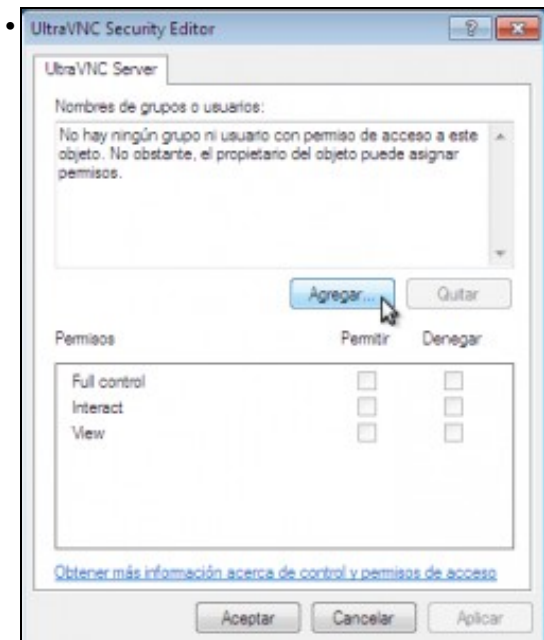 UltraVNC Security Editor
UltraVNC Server
Nombres de grupos o usuarios:
No hay ningún grupo ni usuario con permiso de acceso a este
objeto. No obstante, el propietario del objeto puede asignar
permisos.
Agregar... Quitar
Permisos Permitir Denegar
Full control
Interact
View
Obtener más información acerca de control y permisos de acceso
Aceptar Cancelar Aplicar